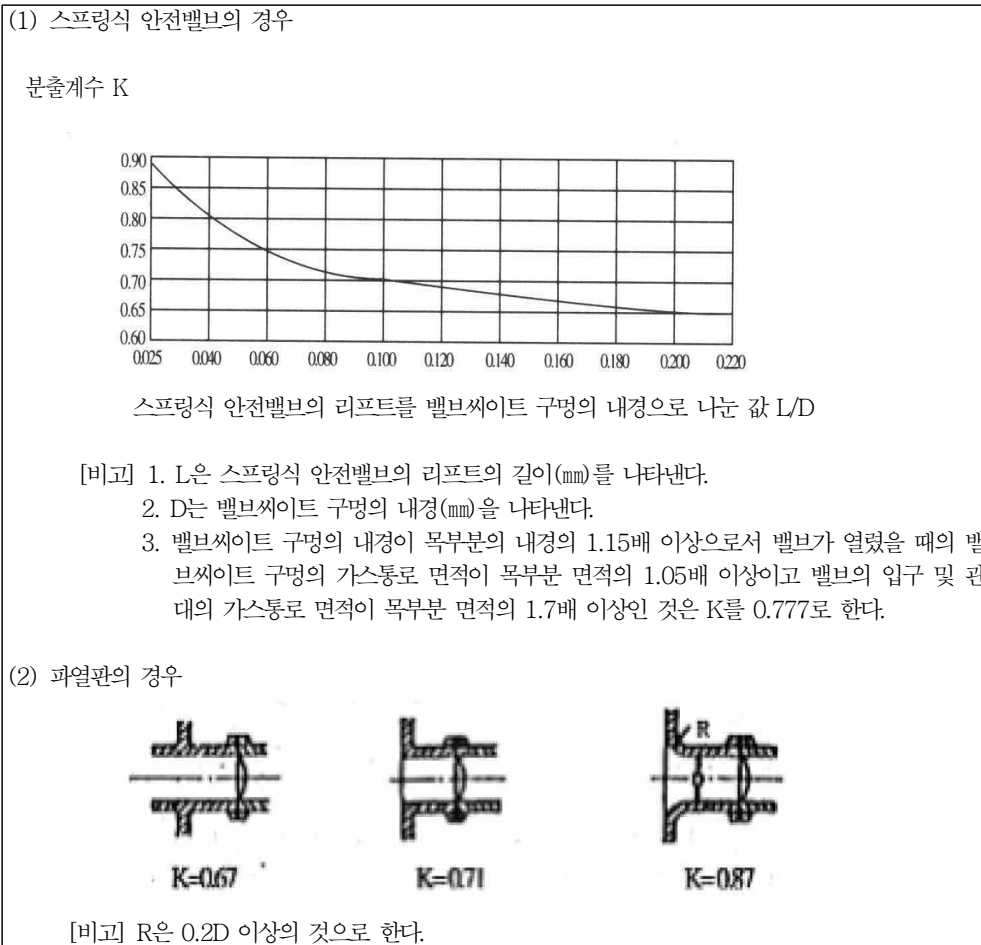 (1) 스프링식 안전밸브의 경우
분출계수 K
0.90
0.85
0.80
0.75
0.70
0.65
0.60
0.025 0.040 0.060 0.080 0.100 0.120 0.140 0.160 0.180 0.200 0.220
스프링식 안전밸브의 리프트를 밸브씨이트 구멍의 내경으로 나눈 값 L/D
[비고] 1. L은 스프링식 안전밸브의 리프트의 길이(㎜)를 나타낸다.
2. D는 밸브씨이트 구멍의 내경(㎜)을 나타낸다.
3. 밸브씨이트 구멍의 내경이 목부분의 내경의 1.15배 이상으로서 밸브가 열렸을 때의 밸
브씨이트 구멍의 가스통로 면적이 목부분 면적의 1.05배 이상이고 밸브의 입구 및 관
대의 가스통로 면적이 목부분 면적의 1.7배 이상인 것은 K를 0.777로 한다.
(2) 파열판의 경우
R
K=0.67 K=0.71 K=0.87
[비고] R은 0.2D 이상의 것으로 한다.